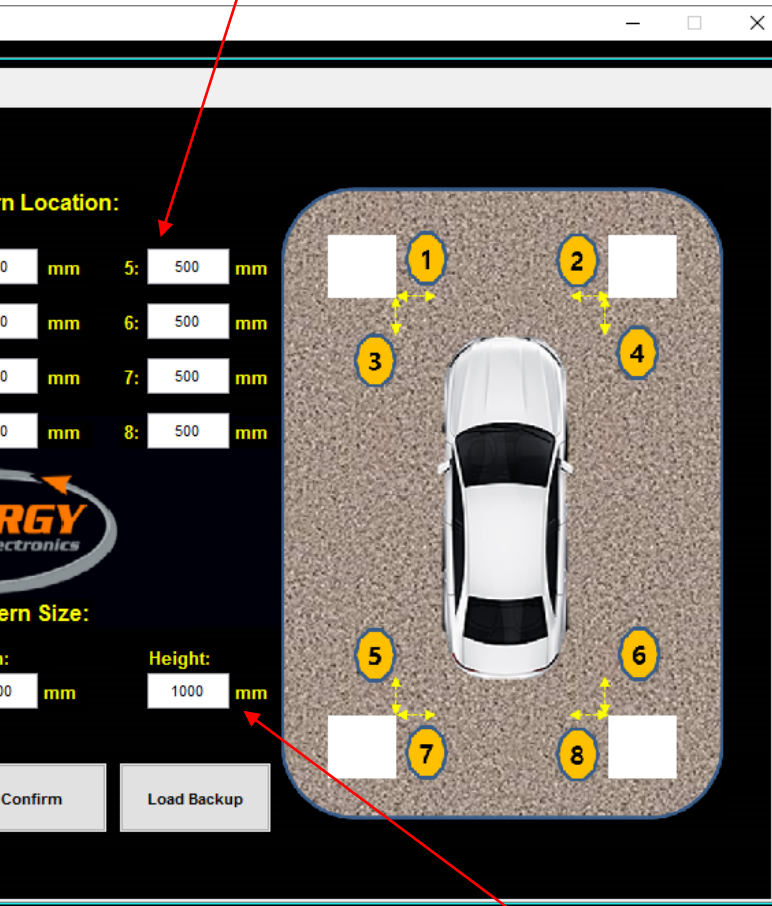 rn Location:
0 mm 5: 500 mm
0 mm 6: 500 mm
0 mm 7: 500 mm
0 mm 8: 500 mm
RGY
ectronics
ern Size:
: Height:
00 mm 1000 mm
Confirm Load Backup
1 2
3 4
5 6
7 8